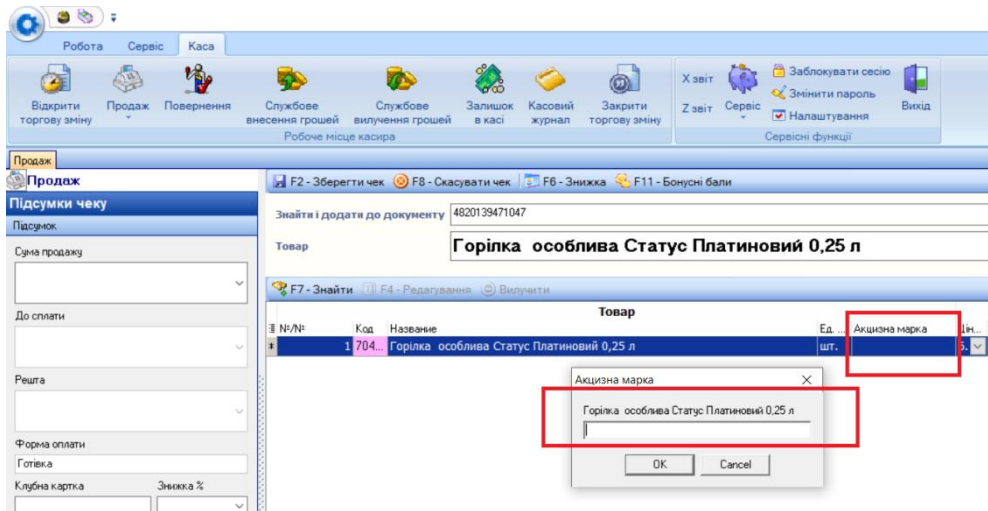 Робота Сервіс Каса
Відкрити торгову зміну
Продаж
Повернення
Службове внесення грошей
Службове вилучення грошей
Залишок в касі
Касовий журнал
Закрити торгову зміну
Робоче місце касира
X звіт
Z звіт
Сервіс
Заблокувати сесію
Змінити пароль
Налаштування
Вихід
Сервісні функції
Продаж
Продаж
Підсумки чеку
Підсумок
Сума продажу
До сплати
Решта
Форма оплати
Готівка
Клубна картка Знижка %
F2 - Зберегти чек F8 - Скасувати чек F6 - Знижка F11 - Бонусні бали
Знайти і додати до документу 4820139471047
Товар Горілка особлива Статус Платиновий 0,25 л
F7 - Знайти F4 - Редагування Вилучити
Товар
№/№ Код Название Ед. ... Акцизна марка Цін...
1 704... Горілка особлива Статус Платиновий 0,25 л шт.
Акцизна марка
Горілка особлива Статус Платиновий 0,25 л
OK Cancel